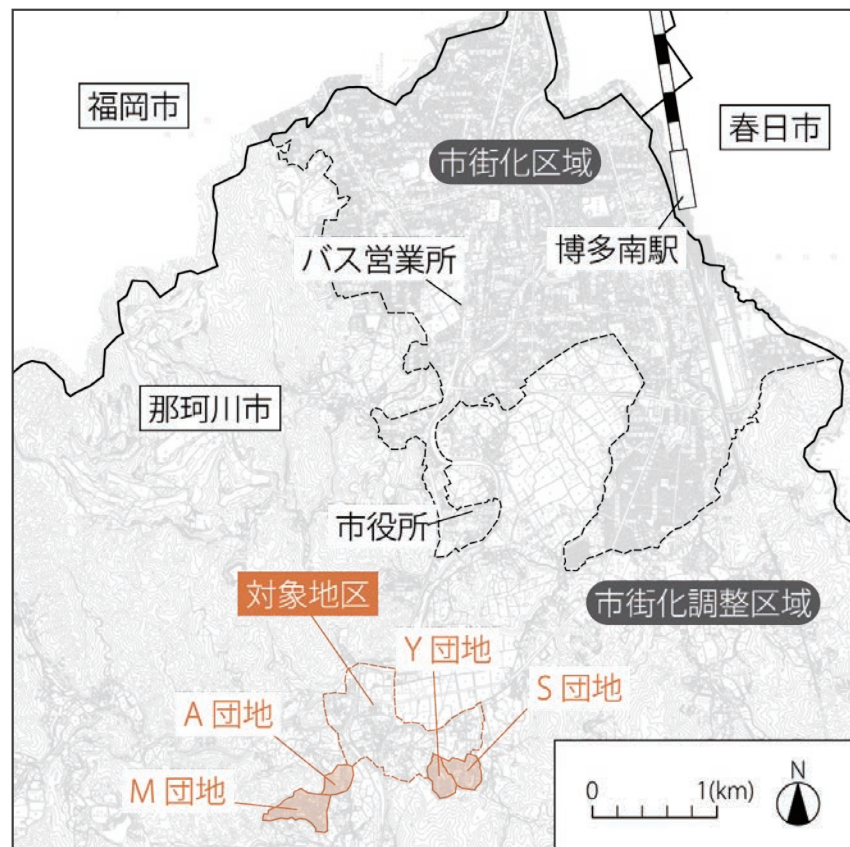 福岡市
春日市
市街化区域
バス営業所
博多南駅
那珂川市
市役所
対象地区
市街化調整区域
Y 団地
S 団地
A 団地
M 団地
0 1(km)
N